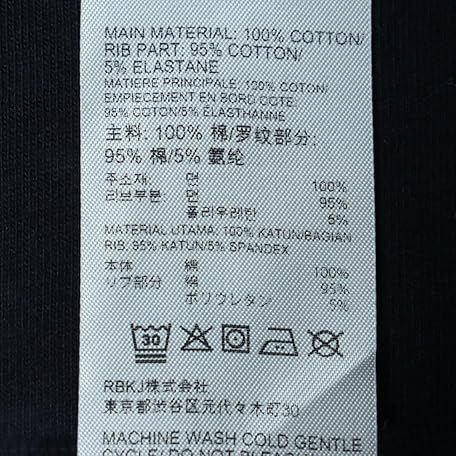 MAIN MATERIAL: 100% COTTON/
RIB PART: 95% COTTON/
5% ELASTANE
MATIERE PRINCIPALE: 100% COTON/
EMPIECEMENT EN BORD COTE:
95% COTON/5% ELASTHANNE
主料: 100% 棉/罗纹部分:
95% 棉/5% 氨纶
주소재: 면 100%
리브부분 면 95%
폴리우레탄 5%
MATERIAL UTAMA: 100% KATUN/BAGIAN
RIB: 95% KATUN/5% SPANDEX
本体 綿 100%
リブ部分 綿 95%
ポリウレタン 5%
30
RBKJ株式会社
東京都渋谷区元代々木町30
MACHINE WASH COLD GENTLE
CYCLE/DO NOT BLEACH